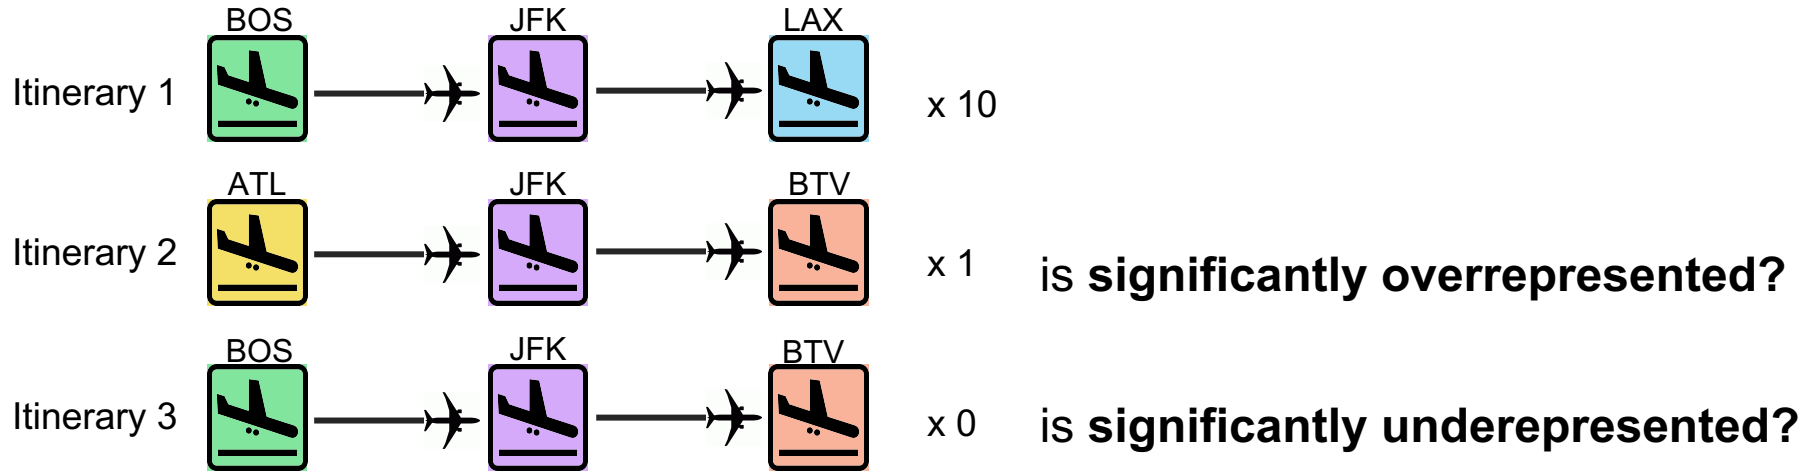 BOS JFK LAX
Itinerary 1 x 10
ATL JFK BTV
Itinerary 2 x 1 is significantly overrepresented?
BOS JFK BTV
Itinerary 3 x 0 is significantly underepresented?